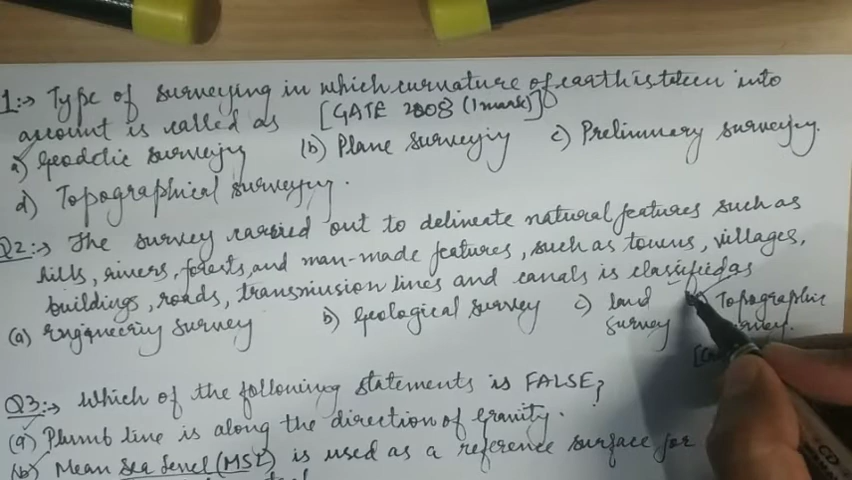 1:→ Type of surveying in which curvature of earth is taken into
account is called as [GATE 2008 (1 mark)]
a) Geodetic surveying (b) Plane surveying c) Preliminary surveying.
d) Topographical surveying.
Q2:→ The survey carried out to delineate natural features such as
hills, rivers, forests, and man-made features, such as towns, villages,
buildings, roads, transmission lines and canals is classified as
(a) Engineering survey b) Geological survey c) land survey Topographic survey.
Q3:→ Which of the following statements is FALSE?
(a) Plumb line is along the direction of Gravity.
(b) Mean Sea Level (MSL) is used as a reference surface for